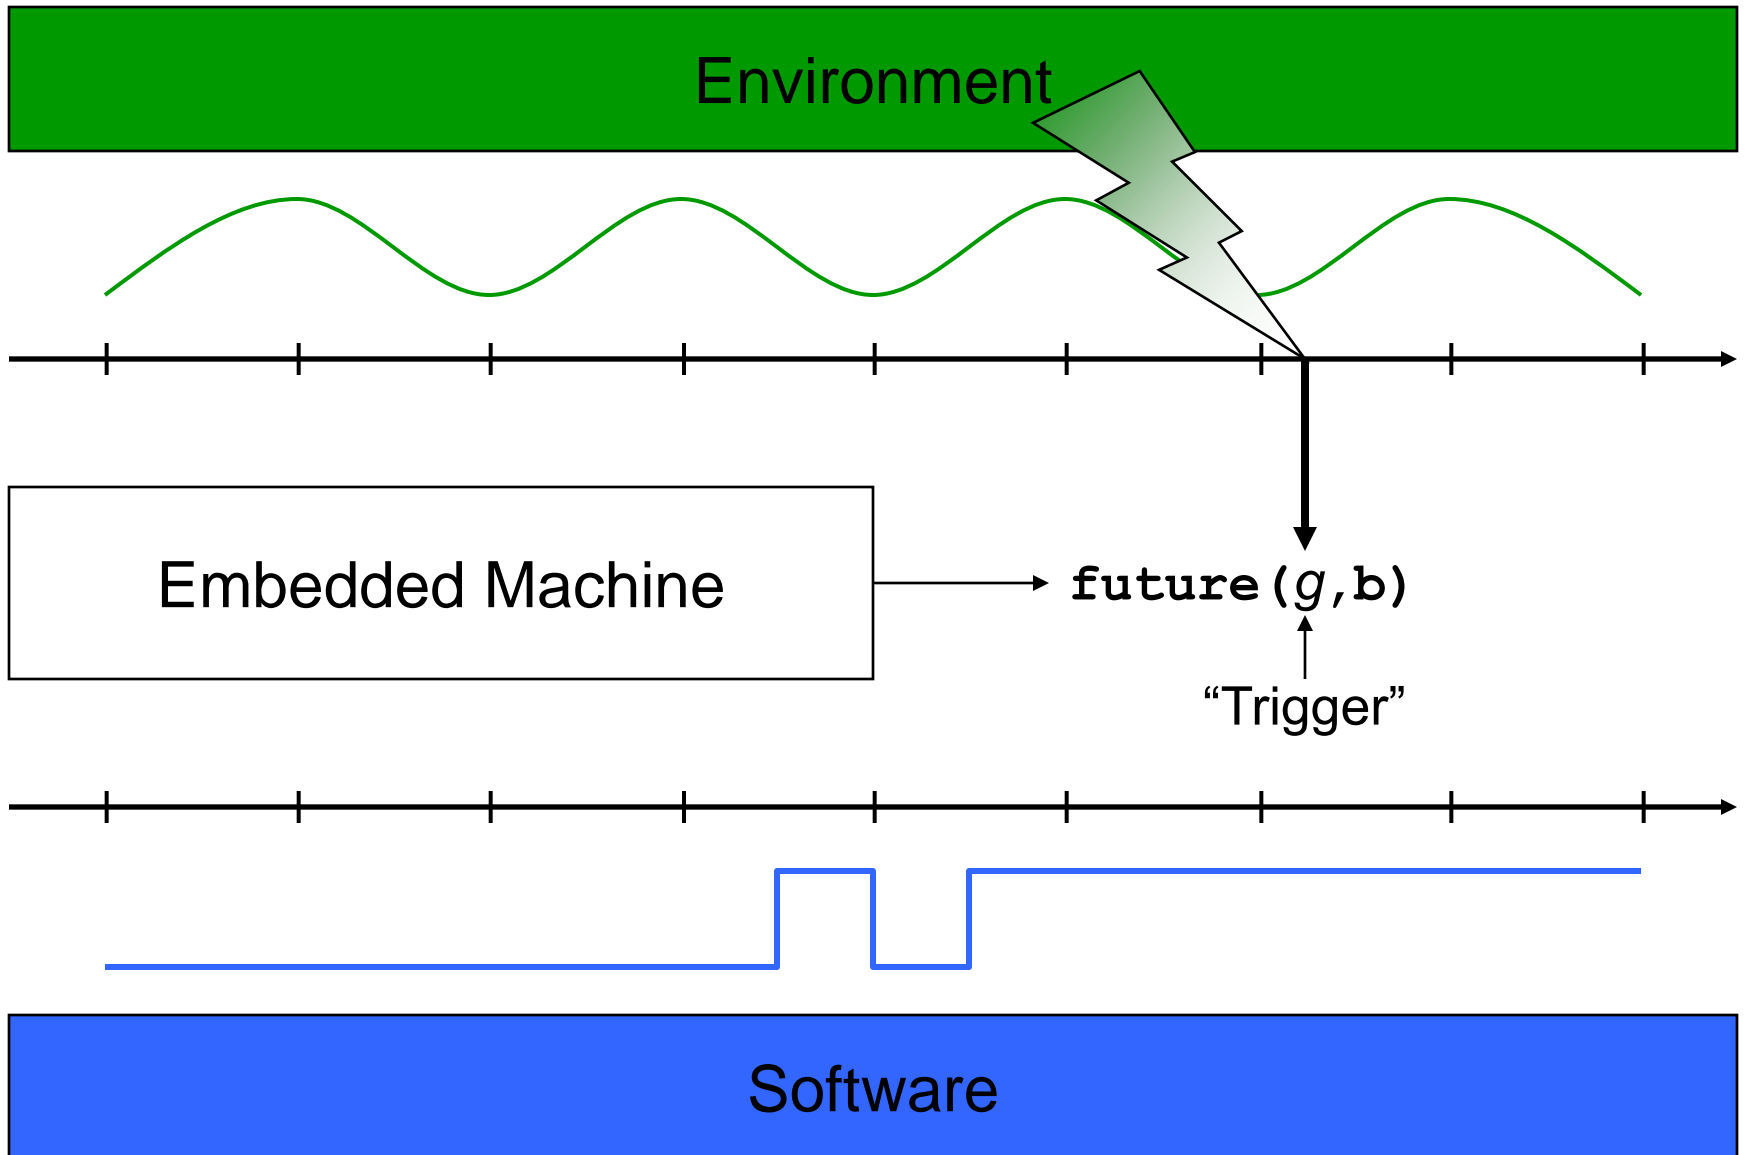 Environment
Embedded Machine
future(g,b)
“Trigger”
Software